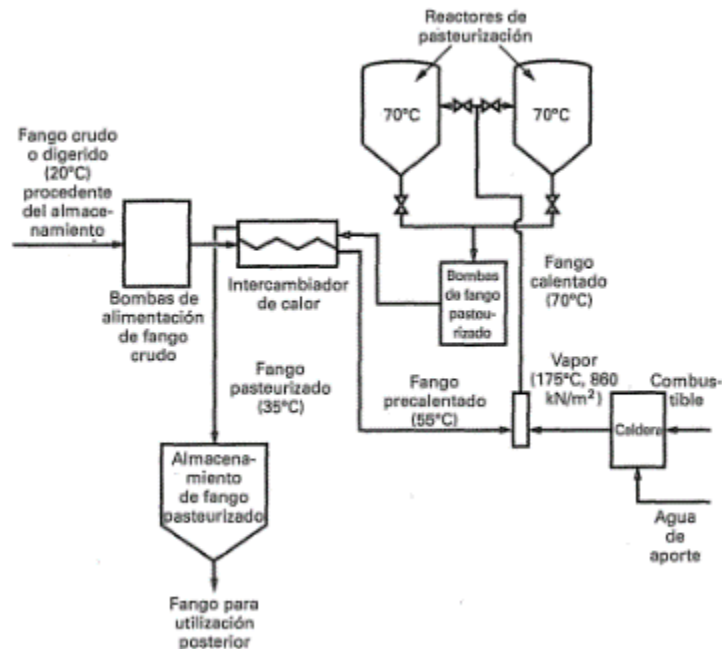 Reactores de
pasteurización
70°C
70°C
Fango crudo
o digerido
(20°C)
procedente
del almace-
namiento
Bombas de
alimentación
de fango
crudo
Intercambiador
de calor
Bombas
de fango
pasteu-
rizado
Fango
calentado
(70°C)
Fango
pasteurizado
(35°C)
Fango
precalentado
(55°C)
Vapor
(175°C, 860
kN/m²)
Combus-
tible
Caldera
Agua
de
aporte
Almacena-
miento
de fango
pasteurizado
Fango para
utilización
posterior